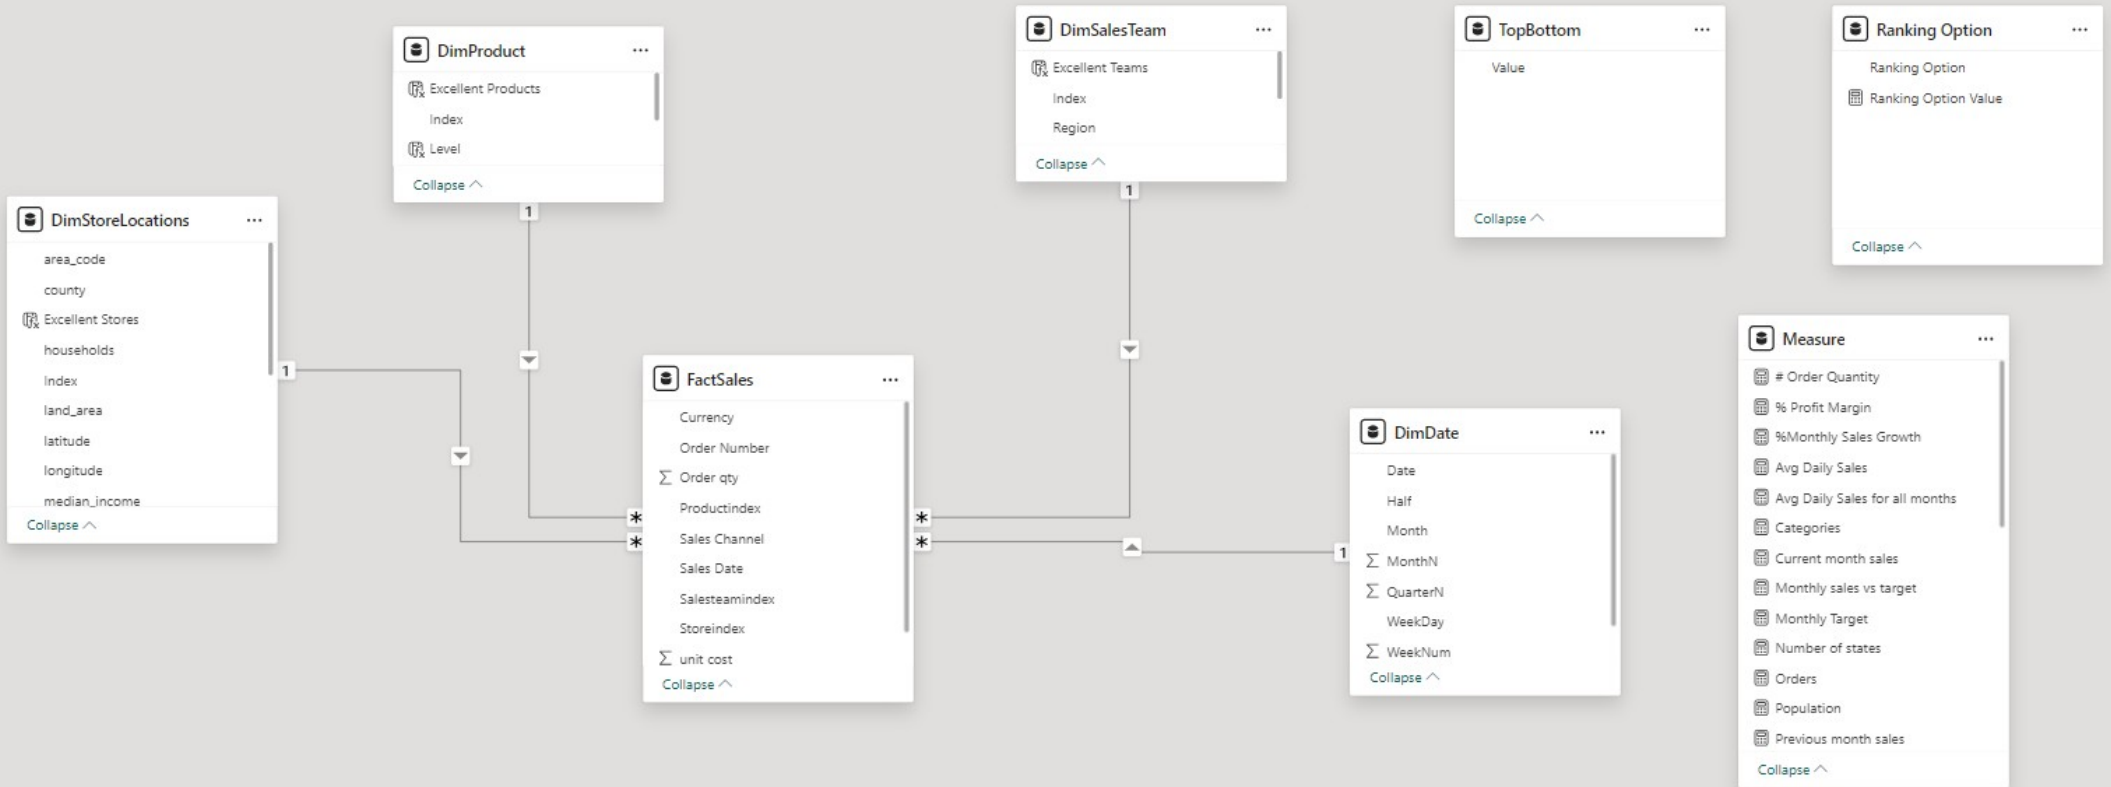 DimProduct
Excellent Products
Index
Level
Collapse
DimSalesTeam
Excellent Teams
Index
Region
Collapse
TopBottom
Value
Collapse
Ranking Option
Ranking Option
Ranking Option Value
Collapse
DimStoreLocations
area_code
county
Excellent Stores
households
Index
land_area
latitude
longitude
median_income
Collapse
1
1
1
FactSales
Currency
Order Number
Order qty
Productindex
Sales Channel
Sales Date
Salesteamindex
Storeindex
unit cost
Collapse
*
*
*
*
1
DimDate
Date
Half
Month
MonthN
QuarterN
WeekDay
WeekNum
Collapse
Measure
# Order Quantity
% Profit Margin
%Monthly Sales Growth
Avg Daily Sales
Avg Daily Sales for all months
Categories
Current month sales
Monthly sales vs target
Monthly Target
Number of states
Orders
Population
Previous month sales
Collapse